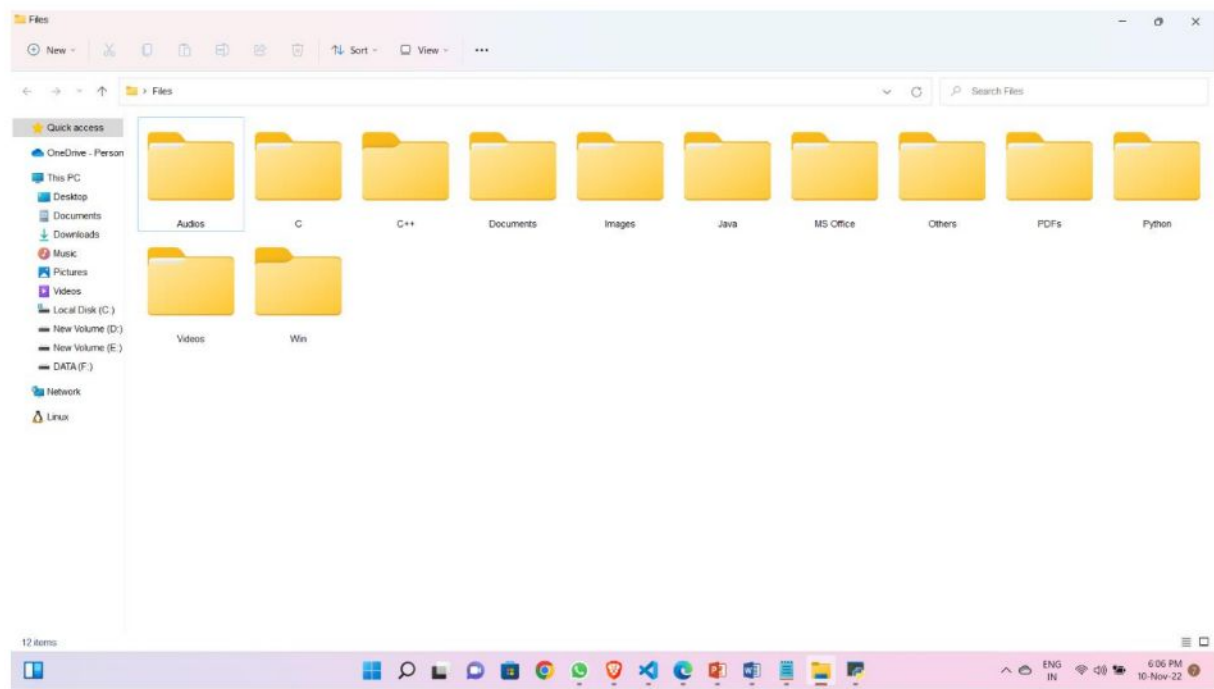 Files
New Sort View
Files Search Files
Quick access
OneDrive - Person
This PC
Desktop
Documents
Downloads
Music
Pictures
Videos
Local Disk (C:)
New Volume (D:)
New Volume (E:)
DATA (F:)
Network
Linux
Audios C C++ Documents Images Java MS Office Others PDFs Python
Videos Win
12 items
ENG
IN
6:06 PM
10-Nov-22